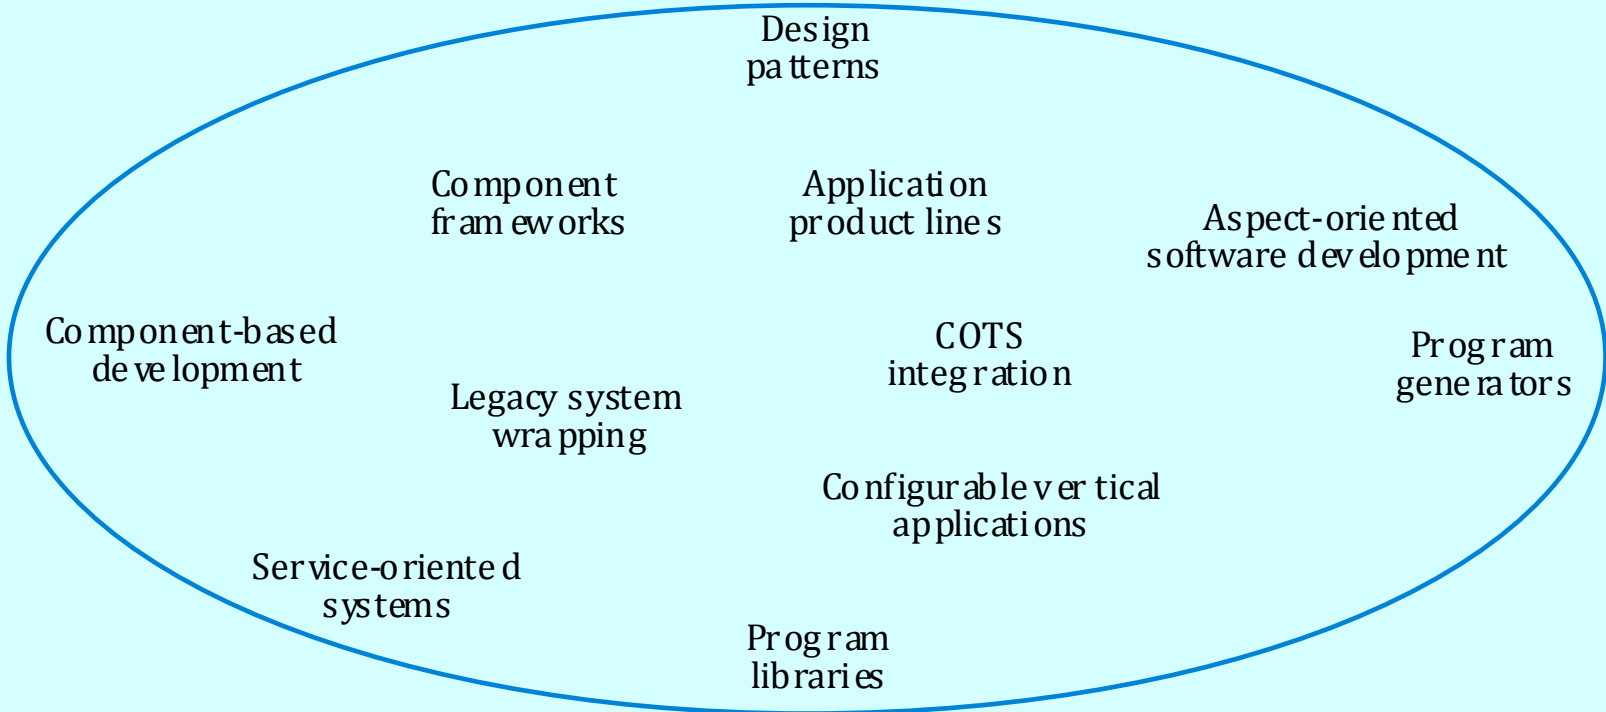 Design
patterns
Component
frameworks
Application
product lines
Aspect-oriented
software development
Component-based
development
COTS
integration
Program
generators
Legacy system
wrapping
Configurable vertical
applications
Service-oriented
systems
Program
libraries